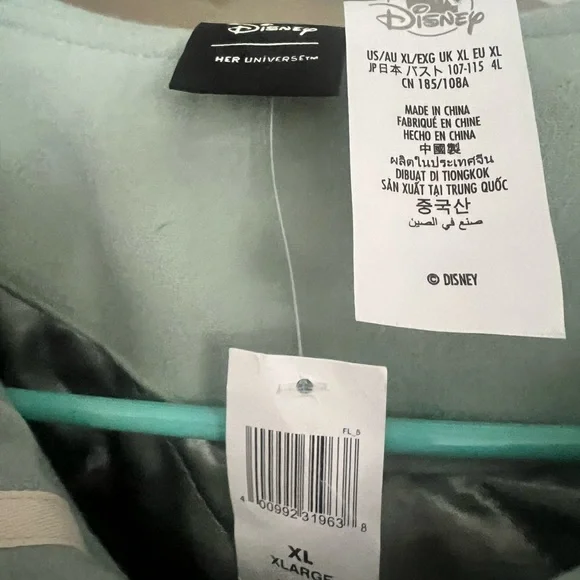 Disney
HER UNIVERSE™
Disney
US/AU XL/EXG UK XL EU XL
JP日本 バスト 107-115 4L
CN 185/108A
MADE IN CHINA
FABRIQUÉ EN CHINE
HECHO EN CHINA
中國製
ผลิตในประเทศจีน
DIBUAT DI TIONGKOK
SẢN XUẤT TẠI TRUNG QUỐC
중국산
صنع في الصين
© DISNEY
FL_5
4 00992 31963 8
XL
XLARGE